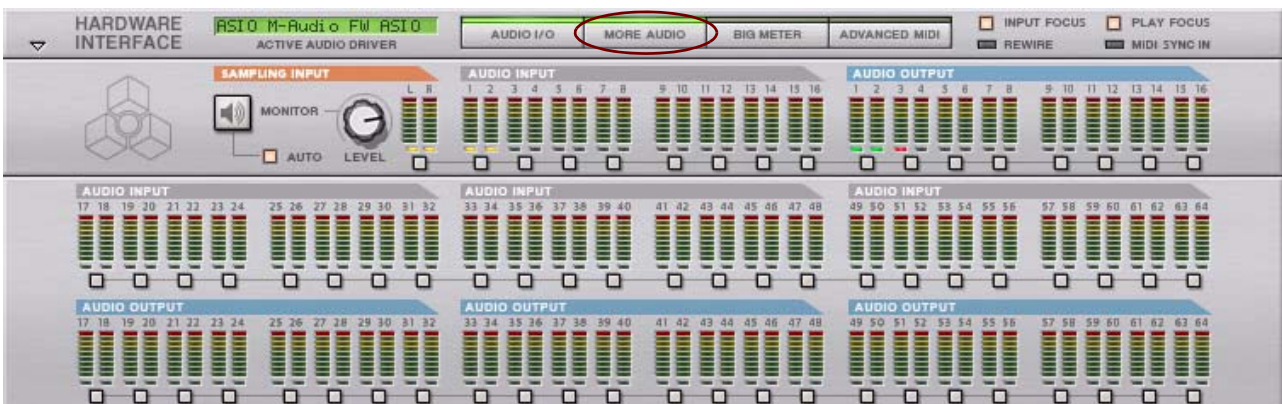 HARDWARE INTERFACE
ASIO M-Audio FW ASIO
ACTIVE AUDIO DRIVER
AUDIO I/O MORE AUDIO BIG METER ADVANCED MIDI
INPUT FOCUS PLAY FOCUS
REWIRE MIDI SYNC IN
SAMPLING INPUT
L R
MONITOR
AUTO LEVEL
AUDIO INPUT
1 2 3 4 5 6 7 8 9 10 11 12 13 14 15 16
AUDIO OUTPUT
1 2 3 4 5 6 7 8 9 10 11 12 13 14 15 16
AUDIO INPUT
17 18 19 20 21 22 23 24 25 26 27 28 29 30 31 32
AUDIO INPUT
33 34 35 36 37 38 39 40 41 42 43 44 45 46 47 48
AUDIO INPUT
49 50 51 52 53 54 55 56 57 58 59 60 61 62 63 64
AUDIO OUTPUT
17 18 19 20 21 22 23 24 25 26 27 28 29 30 31 32
AUDIO OUTPUT
33 34 35 36 37 38 39 40 41 42 43 44 45 46 47 48
AUDIO OUTPUT
49 50 51 52 53 54 55 56 57 58 59 60 61 62 63 64